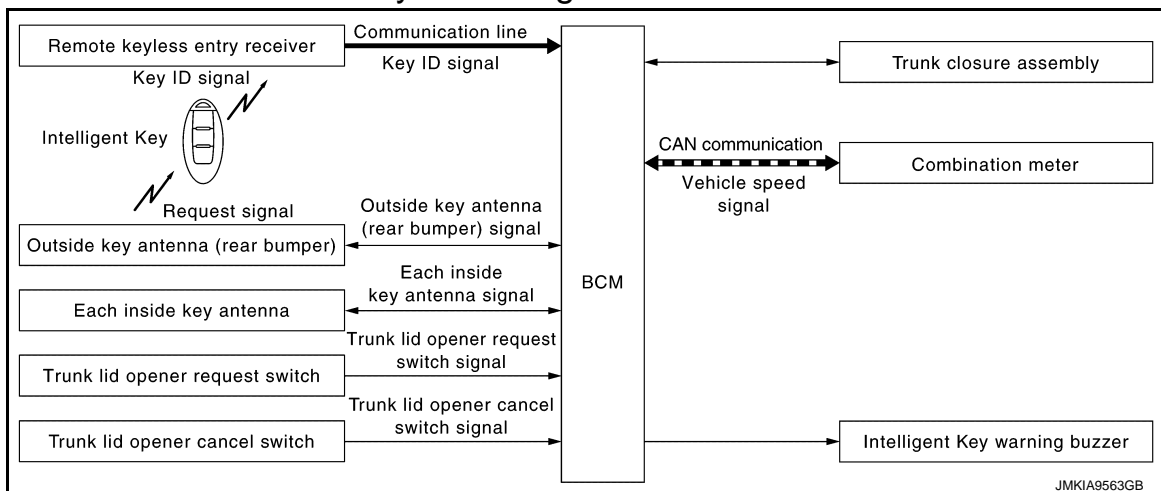 Remote keyless entry receiver
Communication line
Key ID signal
Key ID signal
Intelligent Key
Request signal
Outside key antenna (rear bumper)
Outside key antenna
(rear bumper) signal
Each inside key antenna
Each inside
key antenna signal
Trunk lid opener request switch
Trunk lid opener request
switch signal
Trunk lid opener cancel switch
Trunk lid opener cancel
switch signal
BCM
Trunk closure assembly
CAN communication
Vehicle speed
signal
Combination meter
Intelligent Key warning buzzer
JMKIA9563GB